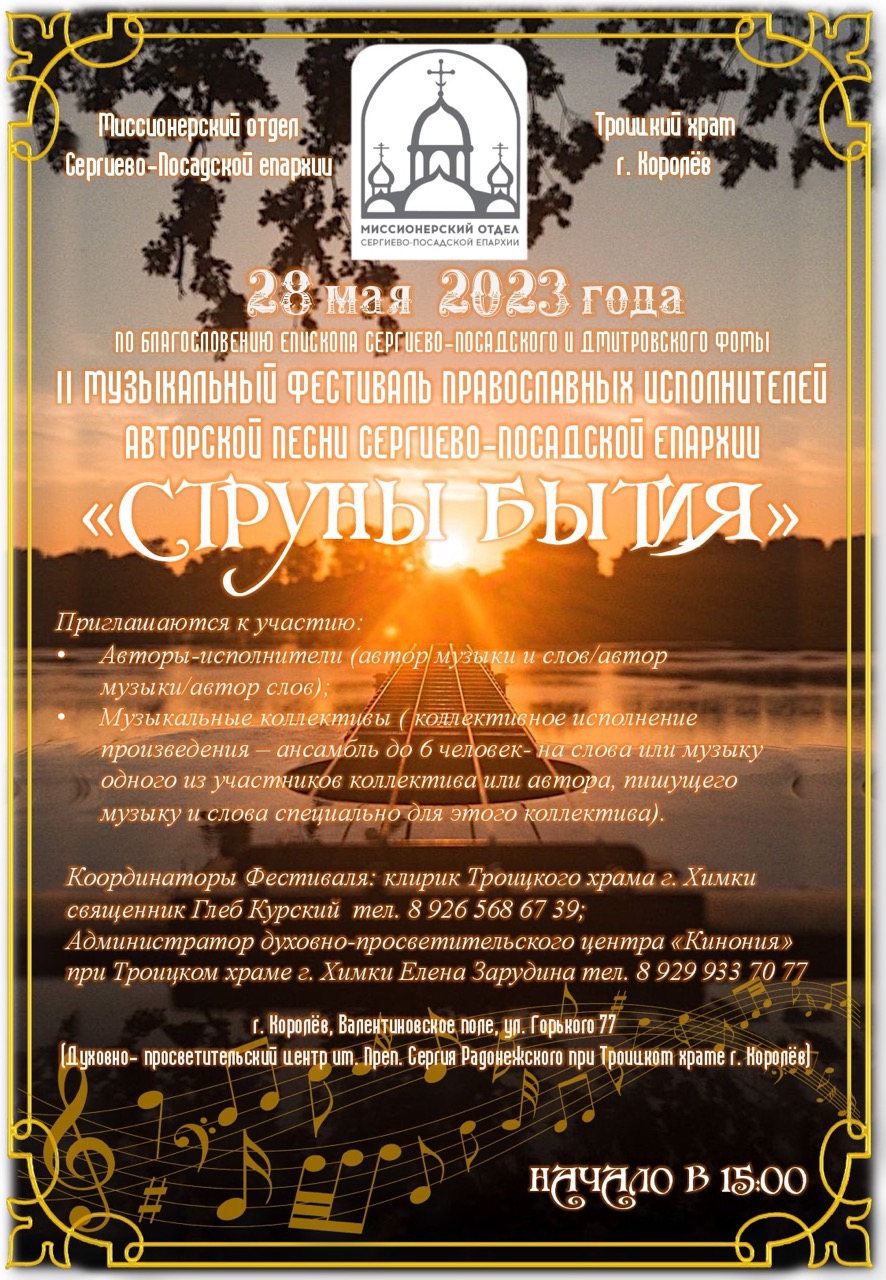 Миссионерский отдел
Сергиево-Посадской епархии
Троицкий храм
г. Королёв
МИССИОНЕРСКИЙ ОТДЕЛ
СЕРГИЕВО-ПОСАДСКОЙ ЕПАРХИИ
28 мая 2023 года
ПО БЛАГОСЛОВЕНИЮ ЕПИСКОПА СЕРГИЕВО-ПОСАДСКОГО И ДМИТРОВСКОГО ФОМЫ
II МУЗЫКАЛЬНЫЙ ФЕСТИВАЛЬ ПРАВОСЛАВНЫХ ИСПОЛНИТЕЛЕЙ
АВТОРСКОЙ ПЕСНИ СЕРГИЕВО-ПОСАДСКОЙ ЕПАРХИИ
«СТРУНЫ БЫТИЯ»
Приглашаются к участию:
• Авторы-исполнители (автор музыки и слов/автор
музыки/автор слов);
• Музыкальные коллективы ( коллективное исполнение
произведения – ансамбль до 6 человек- на слова или музыку
одного из участников коллектива или автора, пишущего
музыку и слова специально для этого коллектива).
Координаторы Фестиваля: клирик Троицкого храма г. Химки
священник Глеб Курский тел. 8 926 568 67 39;
Администратор духовно-просветительского центра «Кинония»
при Троицком храме г. Химки Елена Зарудина тел. 8 929 933 70 77
г. Королёв, Валентиновское поле, ул. Горького 77
(Духовно- просветительский центр им. Преп. Сергия Радонежского при Троицком храме г. Королёв)
НАЧАЛО В 15:00